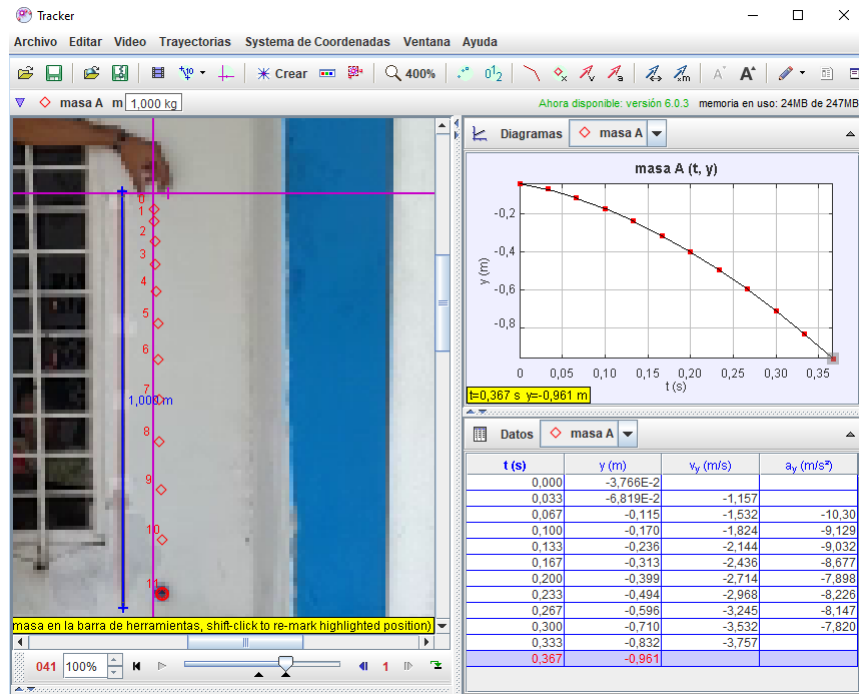 Tracker
Archivo Editar Video Trayectorias Systema de Coordenadas Ventana Ayuda
Crear 400%
masa A m 1,000 kg Ahora disponible: versión 6.0.3 memoria en uso: 24MB de 247MB
0
1
2
3
4
5
6
7
1,000 m
8
9
10
11
masa en la barra de herramientas, shift-click to re-mark highlighted position)
041 100% 1
Diagramas masa A
masa A (t, y)
y (m)
-0,2
-0,4
-0,6
-0,8
0 0,05 0,10 0,15 0,20 0,25 0,30 0,35
t (s)
t=0,367 s y=-0,961 m
Datos masa A
t (s) y (m) vy (m/s) ay (m/s²)
0,000 -3,766E-2
0,033 -6,819E-2 -1,157
0,067 -0,115 -1,532 -10,30
0,100 -0,170 -1,824 -9,129
0,133 -0,236 -2,144 -9,032
0,167 -0,313 -2,436 -8,677
0,200 -0,399 -2,714 -7,898
0,233 -0,494 -2,968 -8,226
0,267 -0,596 -3,245 -8,147
0,300 -0,710 -3,532 -7,820
0,333 -0,832 -3,757
0,367 -0,961